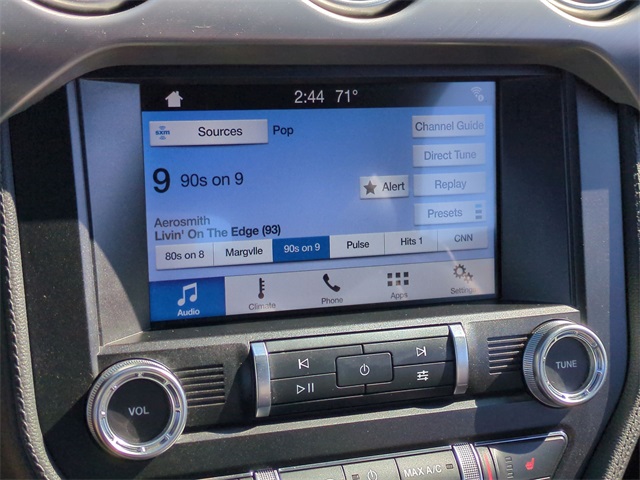 2:44 71°
sxm Sources Pop Channel Guide
Direct Tune
9 90s on 9 Alert Replay
Presets
Aerosmith
Livin' On The Edge (93)
80s on 8 Margvlle 90s on 9 Pulse Hits 1 CNN
Audio Climate Phone Apps Settings
VOL TUNE
MAX A/C